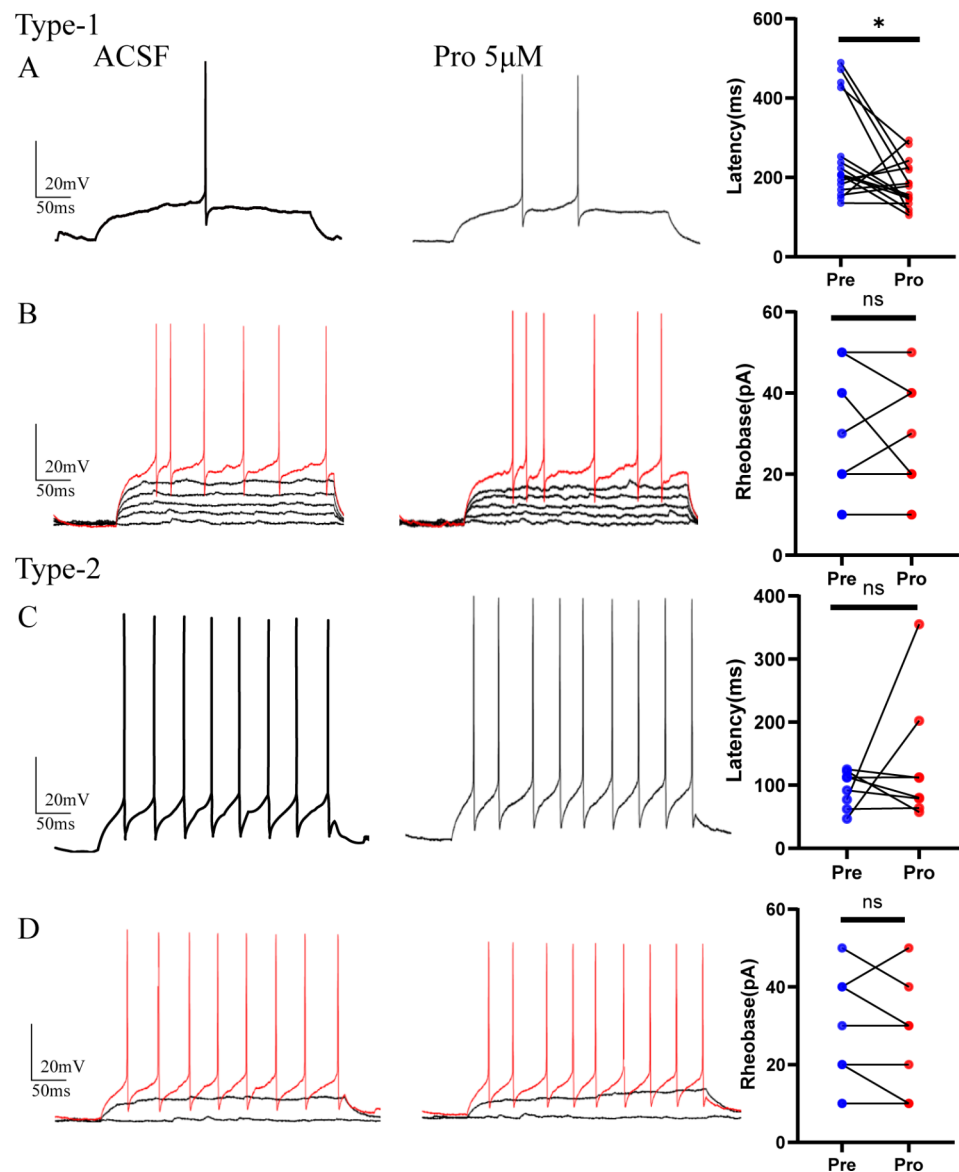 Type-1
A
ACSF
Pro 5μM
20mV
50ms
Latency(ms)
600
400
200
0
*
Pre
Pro
B
20mV
50ms
Rheobase(pA)
60
40
20
0
ns
Pre
Pro
Type-2
C
20mV
50ms
Latency(ms)
400
300
200
100
0
ns
Pre
Pro
D
20mV
50ms
Rheobase(pA)
60
40
20
0
ns
Pre
Pro